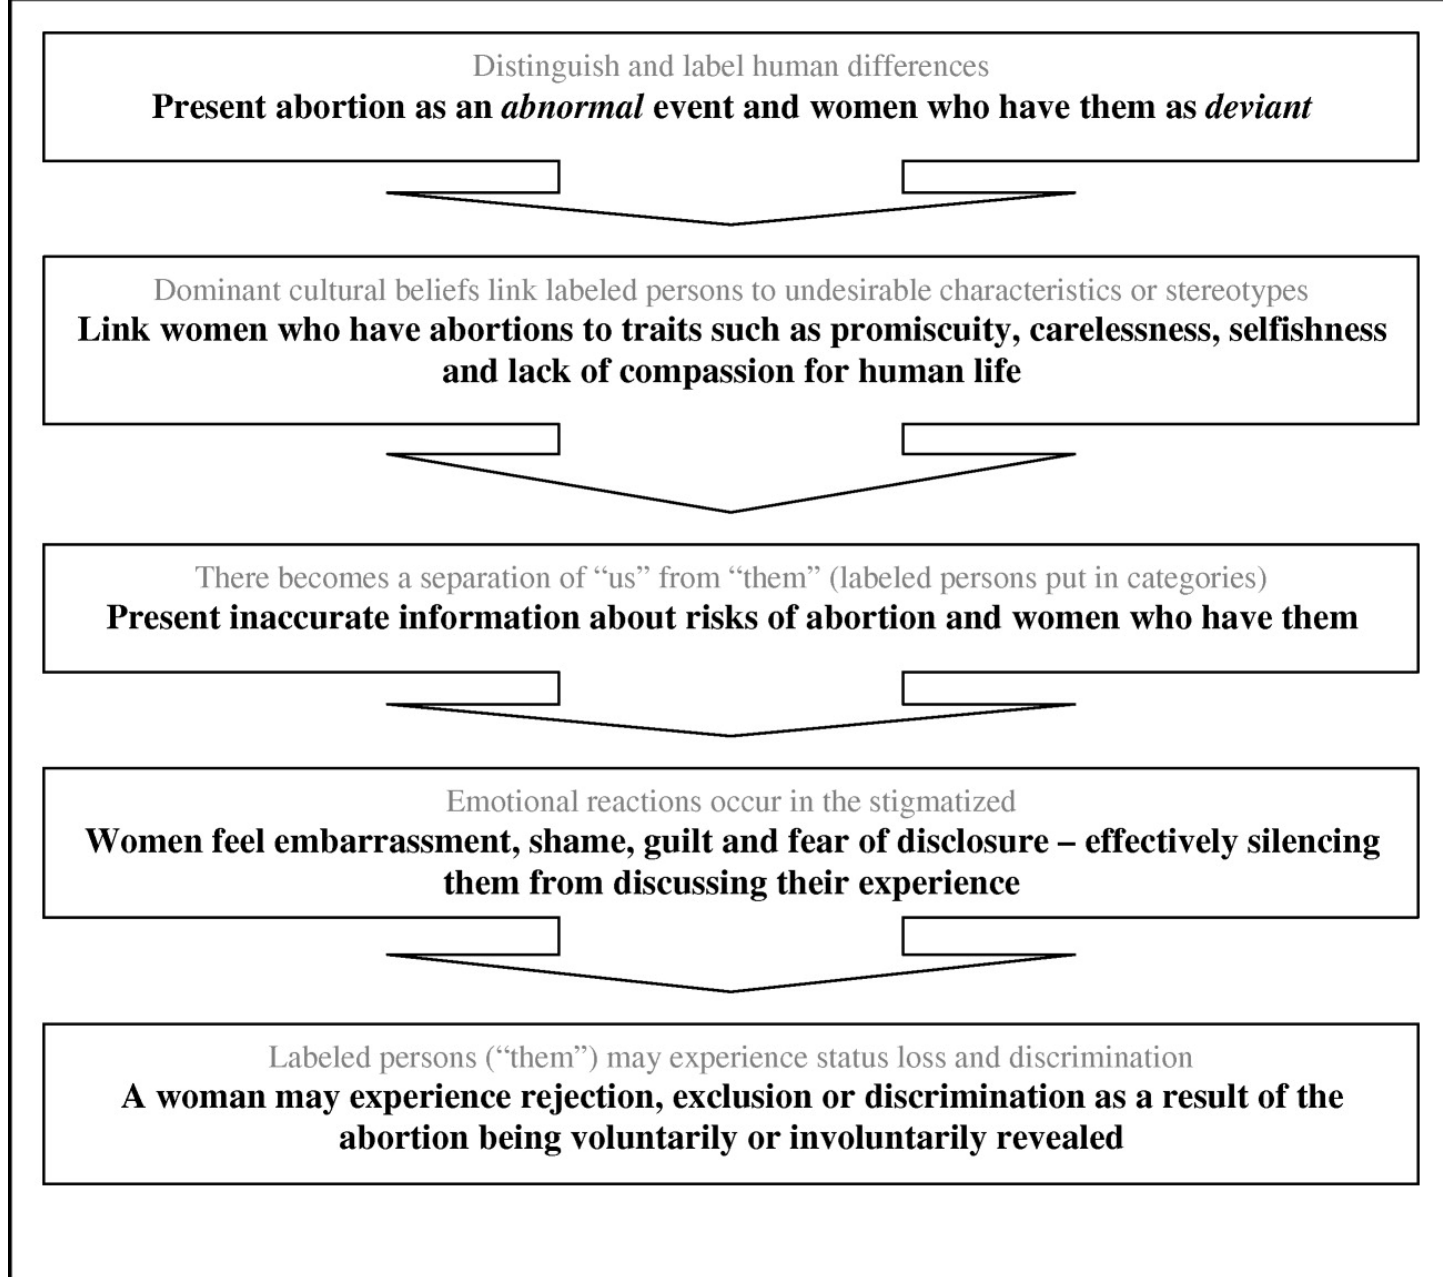 Distinguish and label human differences
Present abortion as an abnormal event and women who have them as deviant
Dominant cultural beliefs link labeled persons to undesirable characteristics or stereotypes
Link women who have abortions to traits such as promiscuity, carelessness, selfishness
and lack of compassion for human life
There becomes a separation of “us” from “them” (labeled persons put in categories)
Present inaccurate information about risks of abortion and women who have them
Emotional reactions occur in the stigmatized
Women feel embarrassment, shame, guilt and fear of disclosure – effectively silencing
them from discussing their experience
Labeled persons (“them”) may experience status loss and discrimination
A woman may experience rejection, exclusion or discrimination as a result of the
abortion being voluntarily or involuntarily revealed